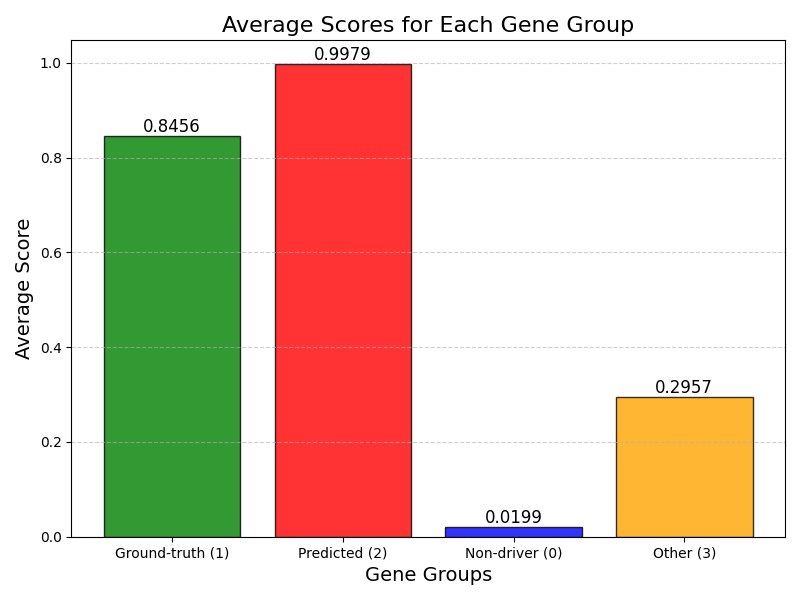 Average Scores for Each Gene Group
Average Score
1.0
0.8
0.6
0.4
0.2
0.0
0.8456
0.9979
0.0199
0.2957
Ground-truth (1)
Predicted (2)
Non-driver (0)
Other (3)
Gene Groups